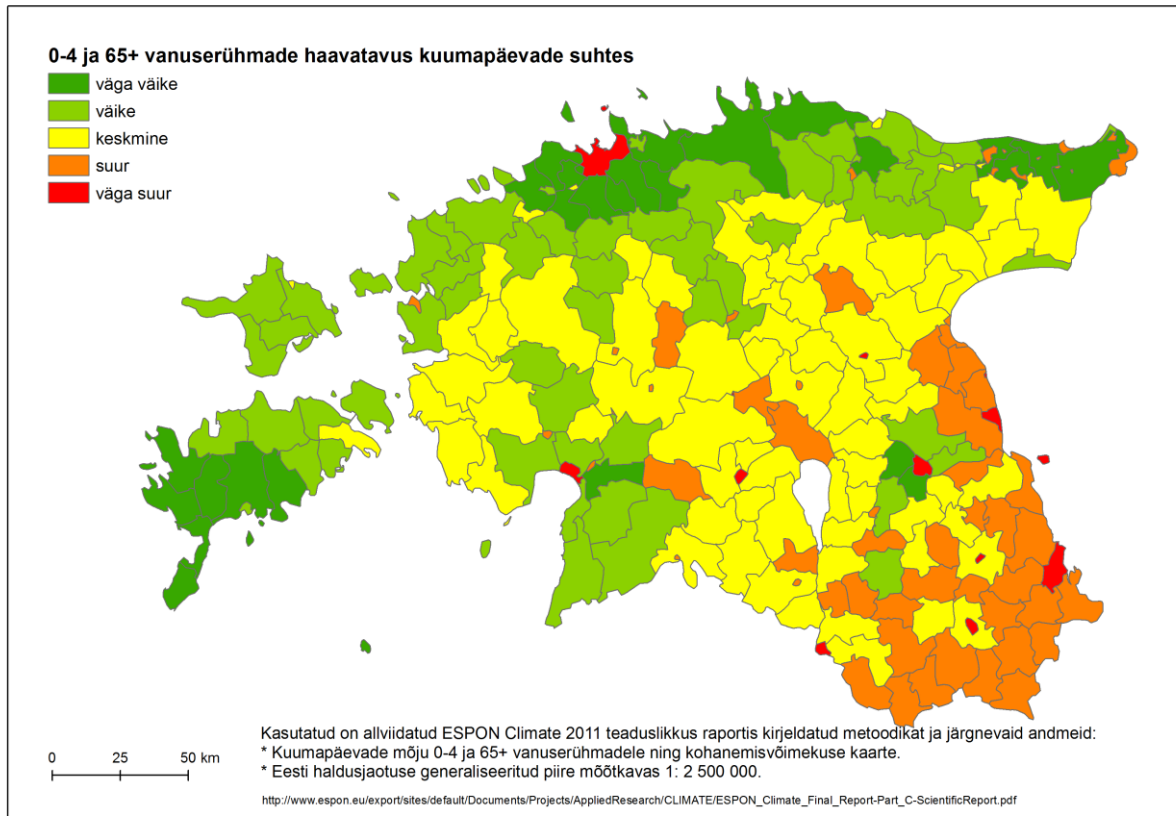 0-4 ja 65+ vanuserühmade haavatavus kuumapäevade suhtes
väga väike
väike
keskmine
suur
väga suur
Kasutatud on allviidatud ESPON Climate 2011 teaduslikkus raportis kirjeldatud metoodikat ja järgnevaid andmeid:
* Kuumapäevade mõju 0-4 ja 65+ vanuserühmadele ning kohanemisvõimekuse kaarte.
* Eesti haldusjaotuse generaliseeritud piire mõõtkavas 1: 2 500 000.
0 25 50 km
http://www.espon.eu/export/sites/default/Documents/Projects/AppliedResearch/CLIMATE/ESPON_Climate_Final_Report-Part_C-ScientificReport.pdf